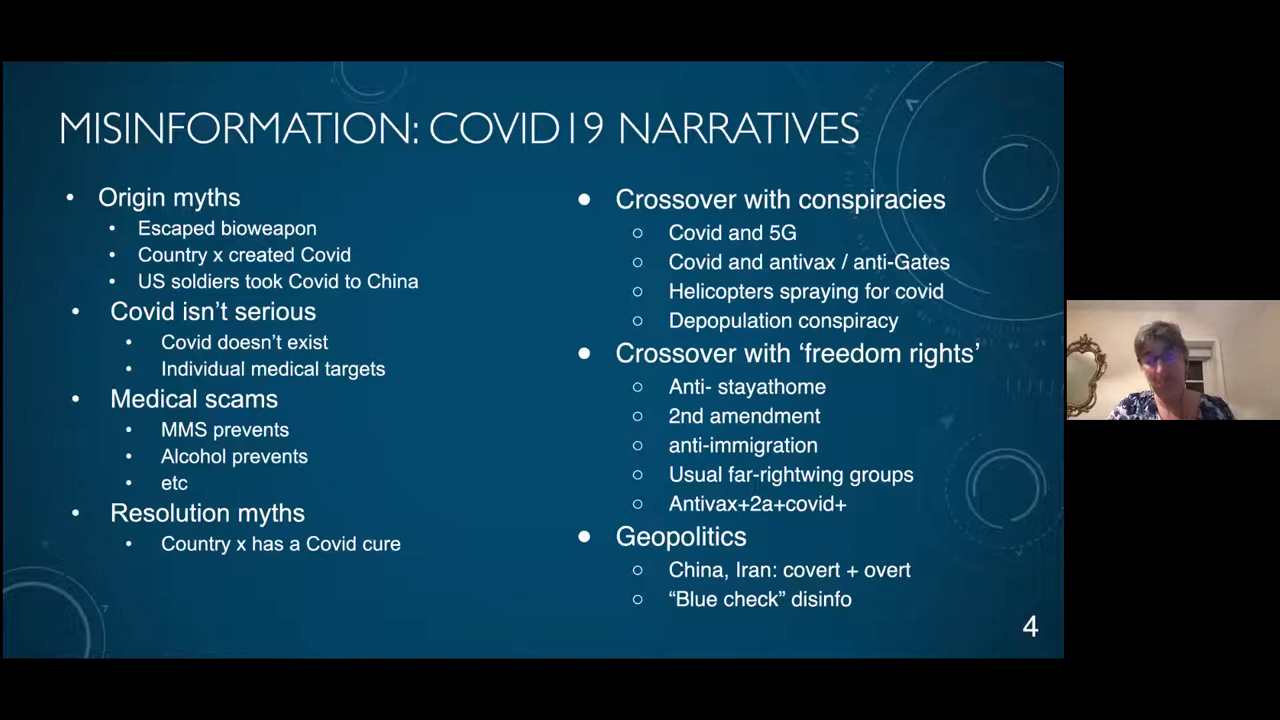 MISINFORMATION: COVID19 NARRATIVES
• Origin myths
• Escaped bioweapon
• Country x created Covid
• US soldiers took Covid to China
• Covid isn’t serious
• Covid doesn’t exist
• Individual medical targets
• Medical scams
• MMS prevents
• Alcohol prevents
• etc
• Resolution myths
• Country x has a Covid cure
● Crossover with conspiracies
○ Covid and 5G
○ Covid and antivax / anti-Gates
○ Helicopters spraying for covid
○ Depopulation conspiracy
● Crossover with ‘freedom rights’
○ Anti- stayathome
○ 2nd amendment
○ anti-immigration
○ Usual far-rightwing groups
○ Antivax+2a+covid+
● Geopolitics
○ China, Iran: covert + overt
○ “Blue check” disinfo
4